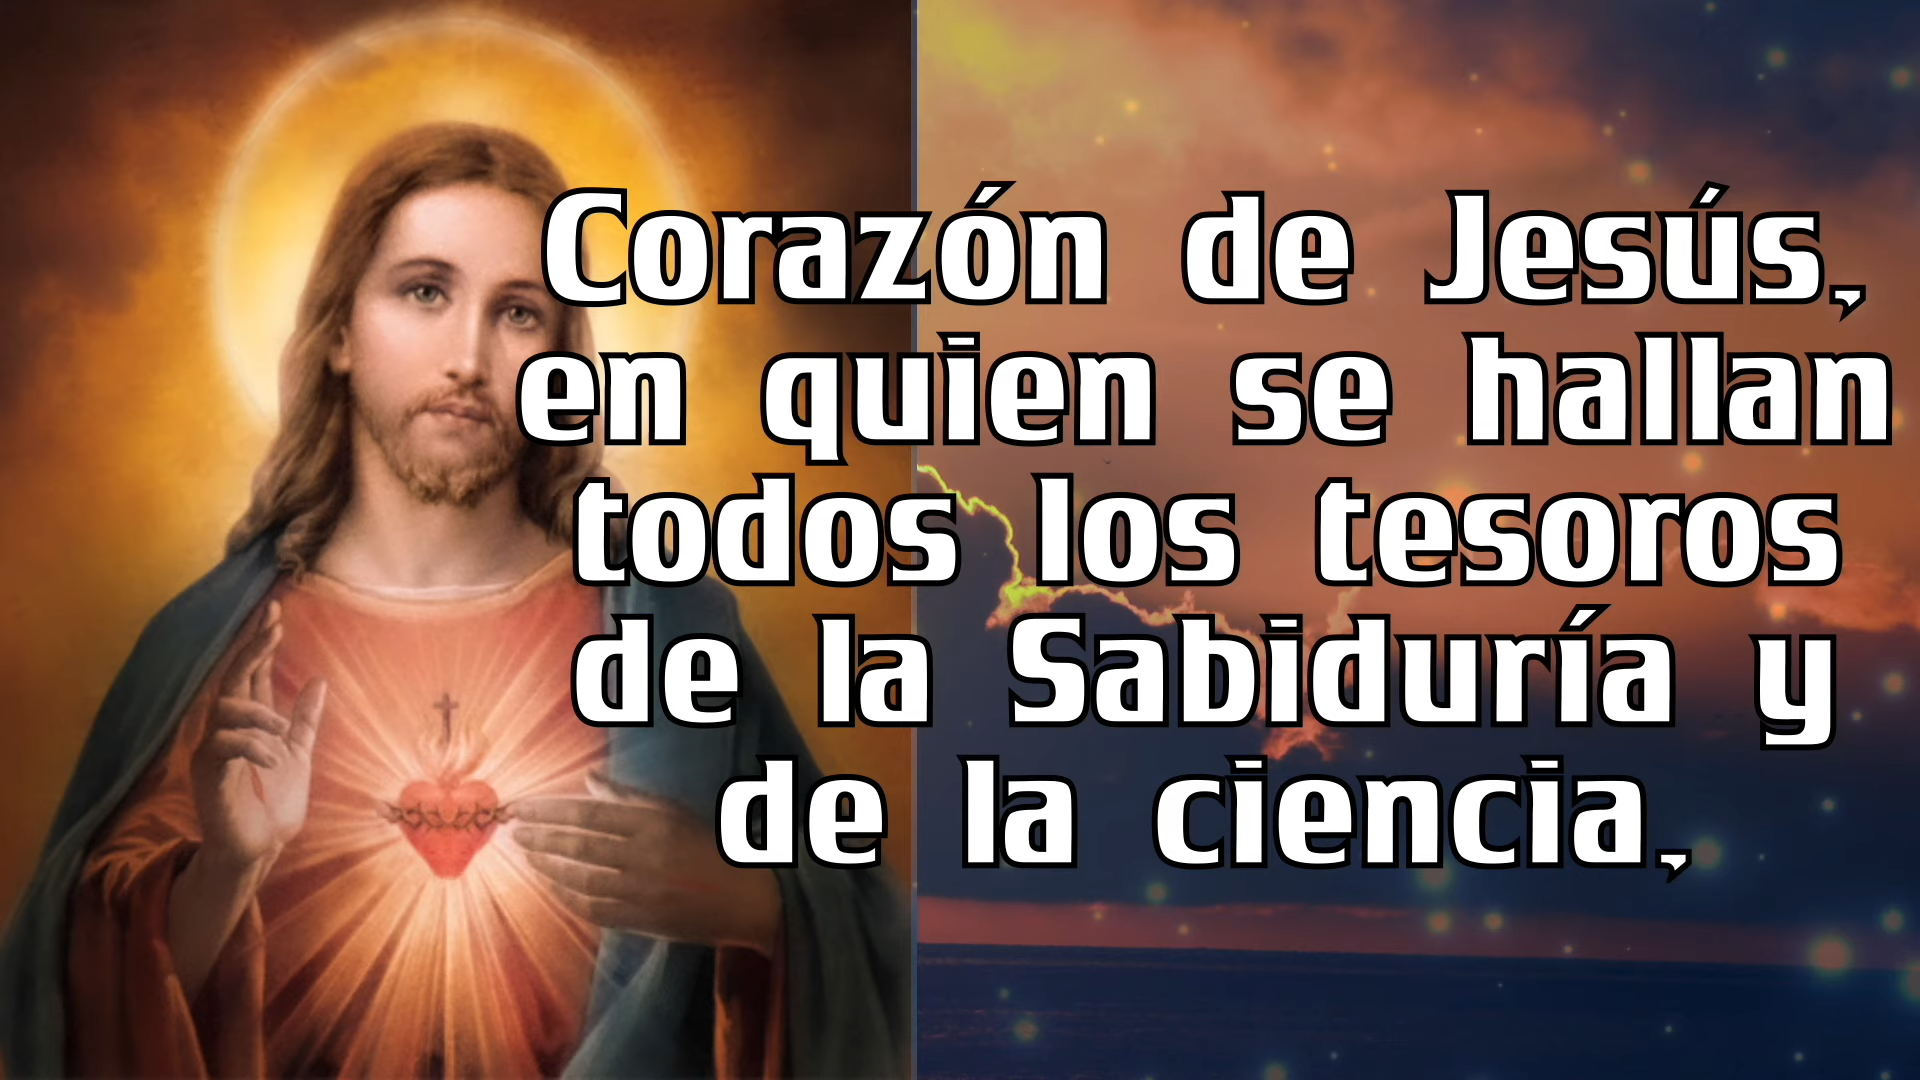 Corazón de Jesús,
en quien se hallan
todos los tesoros
de la Sabiduría y
de la ciencia,